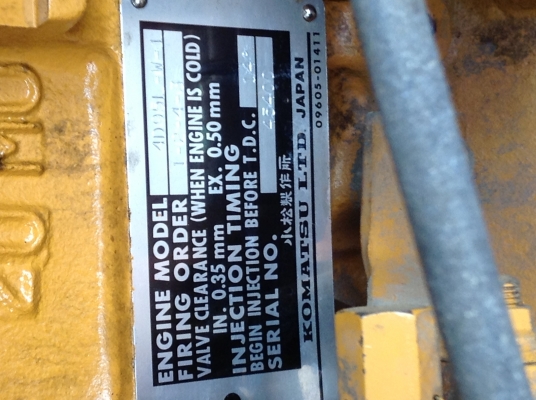 ENGINE MODEL
FIRING ORDER
VALVE CLEARANCE (WHEN ENGINE IS COLD)
IN. 0.35 mm EX. 0.50 mm
INJECTION TIMING
BEGIN INJECTION BEFORE T.D.C.
SERIAL NO.
小松製作所
KOMATSU LTD. JAPAN
09605-01411